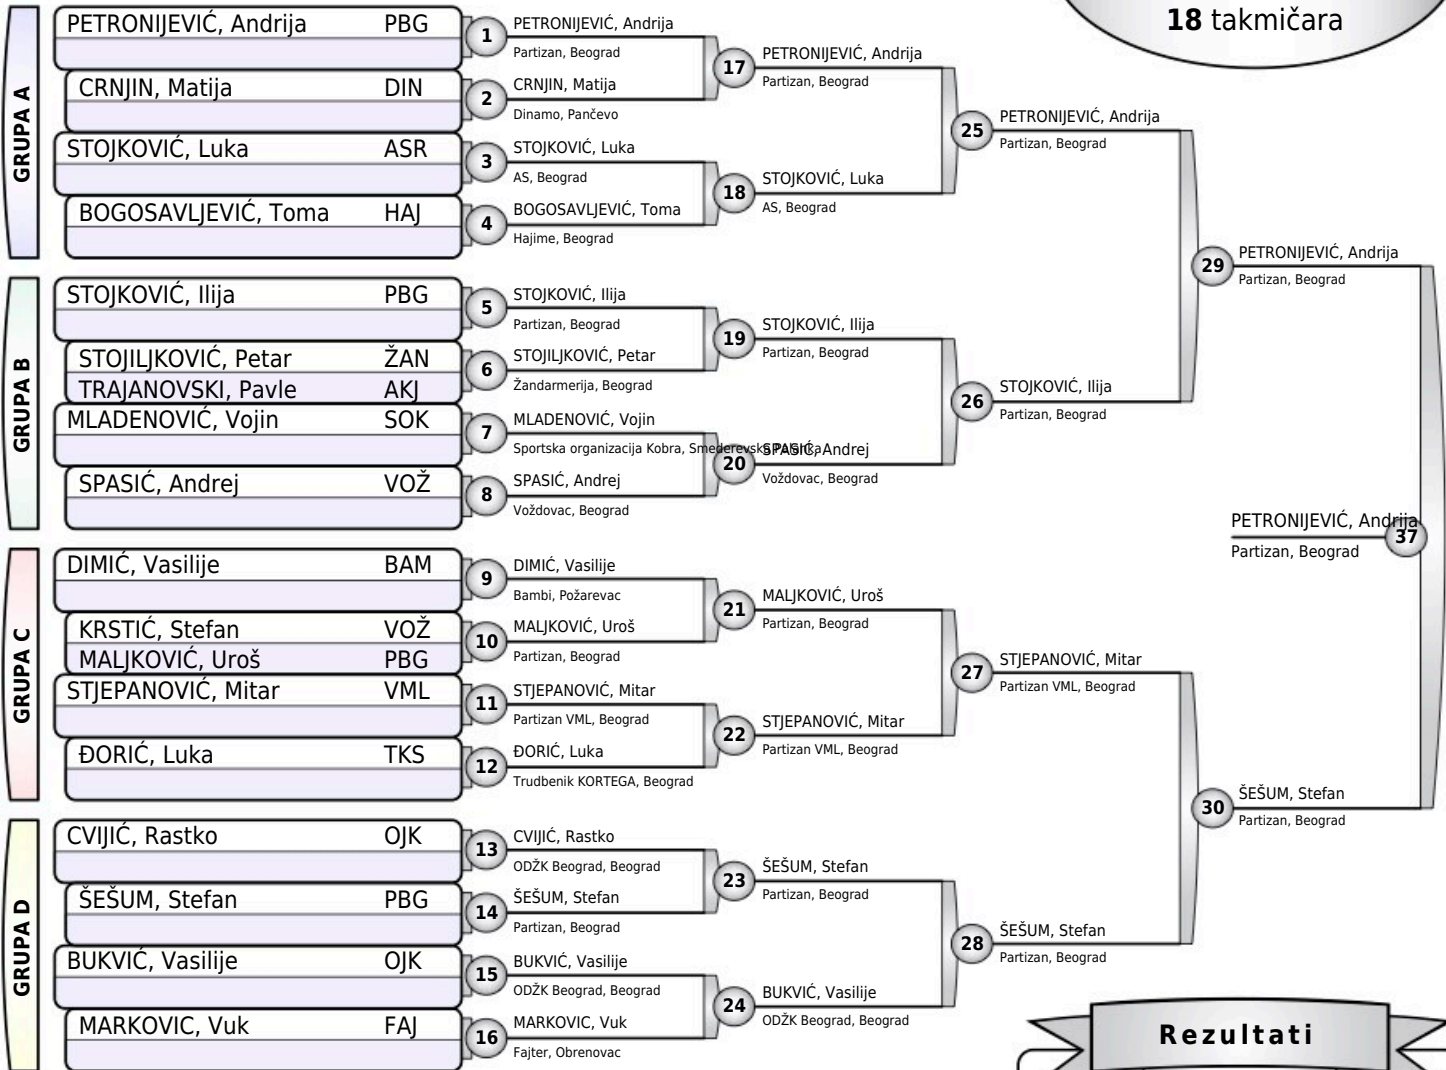 18 takmičara
GRUPA A
PETRONIJEVIĆ, Andrija PBG
CRNJIN, Matija DIN
STOJKOVIĆ, Luka ASR
BOGOSAVLJEVIĆ, Toma HAJ
GRUPA B
STOJKOVIĆ, Ilija PBG
STOJILJKOVIĆ, Petar ŽAN
TRAJANOVSKI, Pavle AKJ
MLADENOVIĆ, Vojin SOK
SPASIĆ, Andrej VOŽ
GRUPA C
DIMIĆ, Vasilije BAM
KRSTIĆ, Stefan VOŽ
MALJKOVIĆ, Uroš PBG
STJEPANOVIĆ, Mitar VML
ĐORIĆ, Luka TKS
GRUPA D
CVIJIĆ, Rastko OJK
ŠEŠUM, Stefan PBG
BUKVIĆ, Vasilije OJK
MARKOVIC, Vuk FAJ
1 PETRONIJEVIĆ, Andrija
Partizan, Beograd
2 CRNJIN, Matija
Dinamo, Pančevo
3 STOJKOVIĆ, Luka
AS, Beograd
4 BOGOSAVLJEVIĆ, Toma
Hajime, Beograd
5 STOJKOVIĆ, Ilija
Partizan, Beograd
6 STOJILJKOVIĆ, Petar
Žandarmerija, Beograd
7 MLADENOVIĆ, Vojin
Sportska organizacija Kobra, Smederevska Palanka
8 SPASIĆ, Andrej
Voždovac, Beograd
9 DIMIĆ, Vasilije
Bambi, Požarevac
10 MALJKOVIĆ, Uroš
Partizan, Beograd
11 STJEPANOVIĆ, Mitar
Partizan VML, Beograd
12 ĐORIĆ, Luka
Trudbenik KORTEGA, Beograd
13 CVIJIĆ, Rastko
ODŽK Beograd, Beograd
14 ŠEŠUM, Stefan
Partizan, Beograd
15 BUKVIĆ, Vasilije
ODŽK Beograd, Beograd
16 MARKOVIC, Vuk
Fajter, Obrenovac
17 PETRONIJEVIĆ, Andrija
Partizan, Beograd
18 STOJKOVIĆ, Luka
AS, Beograd
19 STOJKOVIĆ, Ilija
Partizan, Beograd
20 SPASIĆ, Andrej
Voždovac, Beograd
21 MALJKOVIĆ, Uroš
Partizan, Beograd
22 STJEPANOVIĆ, Mitar
Partizan VML, Beograd
23 ŠEŠUM, Stefan
Partizan, Beograd
24 BUKVIĆ, Vasilije
ODŽK Beograd, Beograd
25 PETRONIJEVIĆ, Andrija
Partizan, Beograd
26 STOJKOVIĆ, Ilija
Partizan, Beograd
27 STJEPANOVIĆ, Mitar
Partizan VML, Beograd
28 ŠEŠUM, Stefan
Partizan, Beograd
29 PETRONIJEVIĆ, Andrija
Partizan, Beograd
30 ŠEŠUM, Stefan
Partizan, Beograd
PETRONIJEVIĆ, Andrija 37
Partizan, Beograd
Rezultati